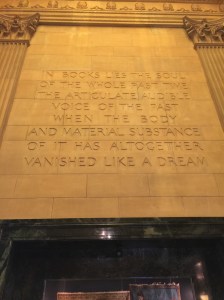 IN BOOKS LIES THE SOUL
OF THE WHOLE PAST TIME
THE ARTICULATE AUDIBLE
VOICE OF THE PAST
WHEN THE BODY
AND MATERIAL SUBSTANCE
OF IT HAS ALTOGETHER
VANISHED LIKE A DREAM